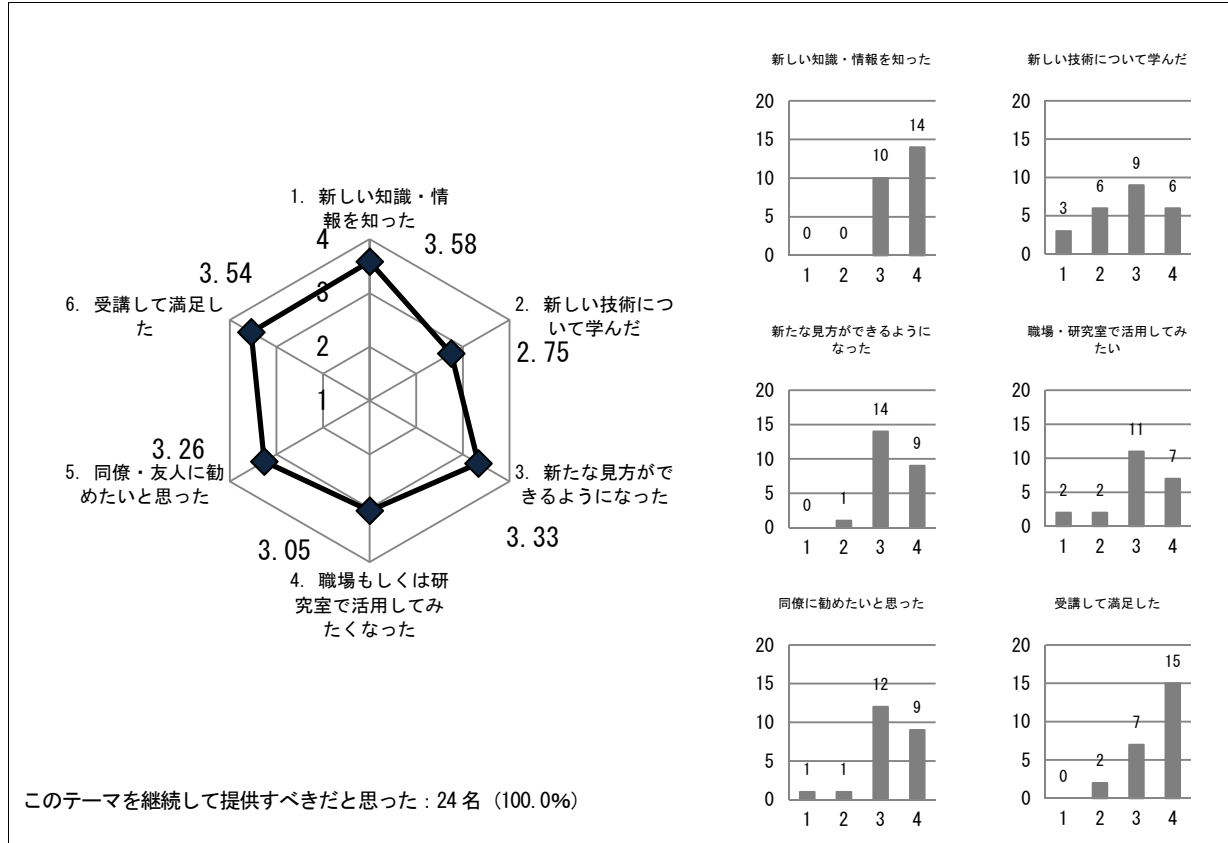 1. 新しい知識・情
報を知った
4
3.58
3.54
3
6. 受講して満足し
た
2. 新しい技術につ
いて学んだ
2
2.75
1
3.26
5. 同僚・友人に勧
めたいと思った
3. 新たな見方がで
きるようになった
3.33
3.05
4. 職場もしくは研
究室で活用してみ
たくなった
このテーマを継続して提供すべきだと思った：24名（100.0%）
新しい知識・情報を知った
20
15
10
5
0
0 0 10 14
1 2 3 4
新しい技術について学んだ
20
15
10
5
0
3 6 9 6
1 2 3 4
新たな見方ができるように
なった
20
15
10
5
0
0 1 14 9
1 2 3 4
職場・研究室で活用してみ
たい
20
15
10
5
0
2 2 11 7
1 2 3 4
同僚に勧めたいと思った
20
15
10
5
0
1 1 12 9
1 2 3 4
受講して満足した
20
15
10
5
0
0 2 7 15
1 2 3 4